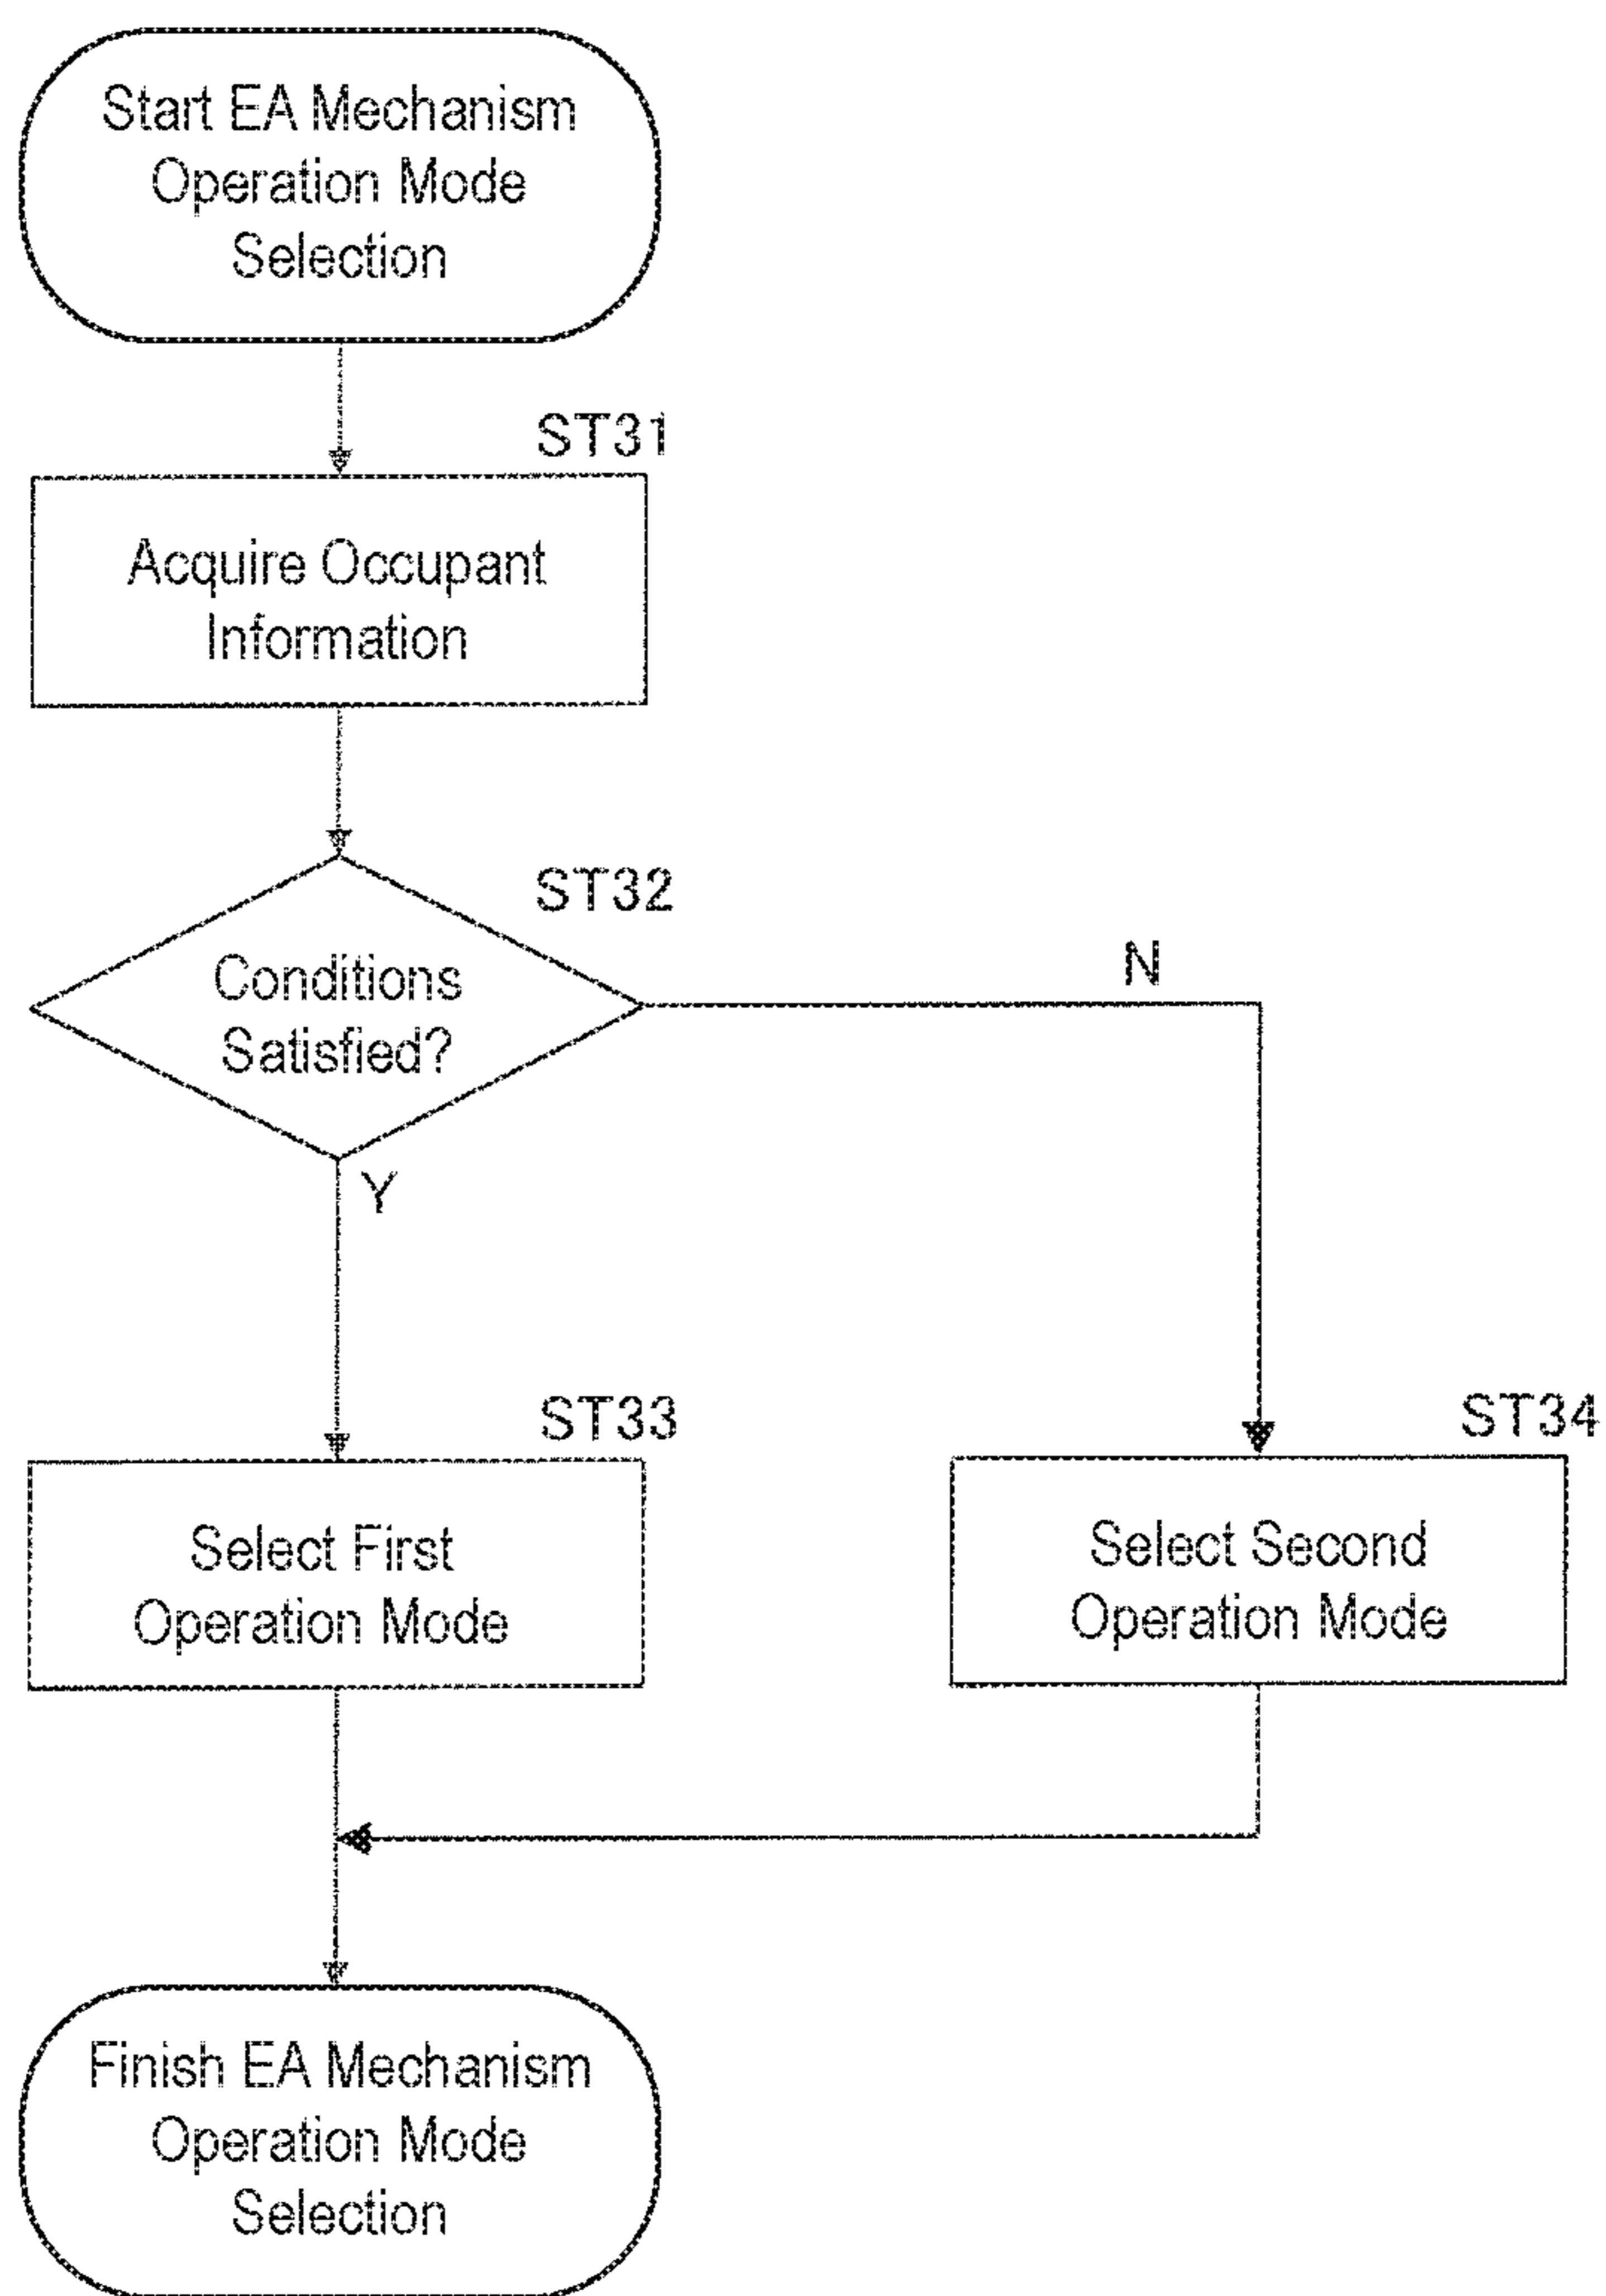 Start EA Mechanism
Operation Mode
Selection
ST31
Acquire Occupant
Information
ST32
Conditions
Satisfied?
N
Y
ST33
Select First
Operation Mode
ST34
Select Second
Operation Mode
Finish EA Mechanism
Operation Mode
Selection